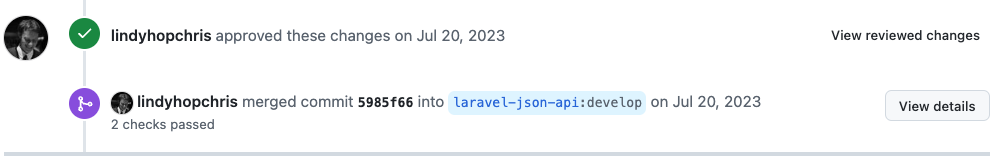 lindyhopchris approved these changes on Jul 20, 2023 View reviewed changes
lindyhopchris merged commit 5985f66 into laravel-json-api:develop on Jul 20, 2023 View details
2 checks passed